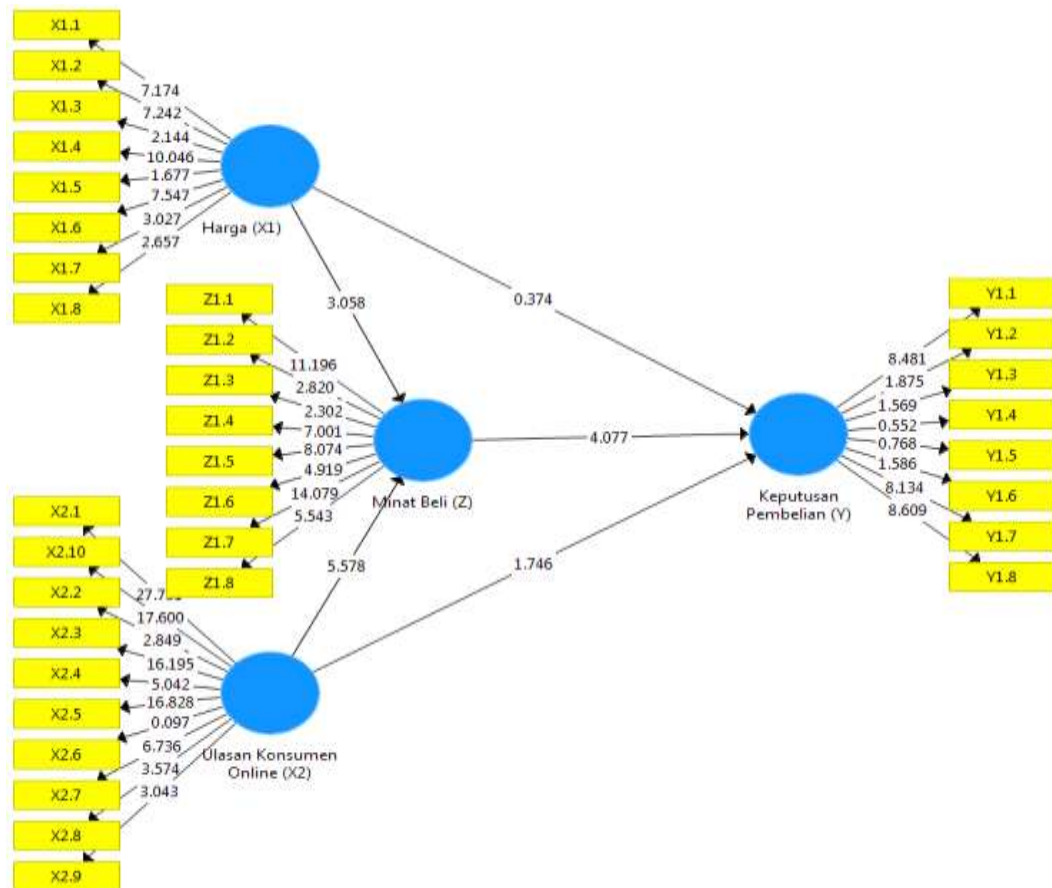 X1.1
X1.2
X1.3
X1.4
X1.5
X1.6
X1.7
X1.8
7.174
7.242
2.144
10.046
1.677
7.547
3.027
2.657
Harga (X1)
3.058
0.374
Z1.1
Z1.2
Z1.3
Z1.4
Z1.5
Z1.6
Z1.7
Z1.8
11.196
2.820
2.302
7.001
8.074
4.919
14.079
5.543
Minat Beli (Z)
4.077
Y1.1
Y1.2
Y1.3
Y1.4
Y1.5
Y1.6
Y1.7
Y1.8
8.481
1.875
1.569
0.552
0.768
1.586
8.134
8.609
Keputusan
Pembelian (Y)
5.578
1.746
X2.1
X2.10
X2.2
X2.3
X2.4
X2.5
X2.6
X2.7
X2.8
X2.9
17.600
2.849
16.195
5.042
16.828
0.097
6.736
3.574
3.043
Ulasan Konsumen
Online (X2)